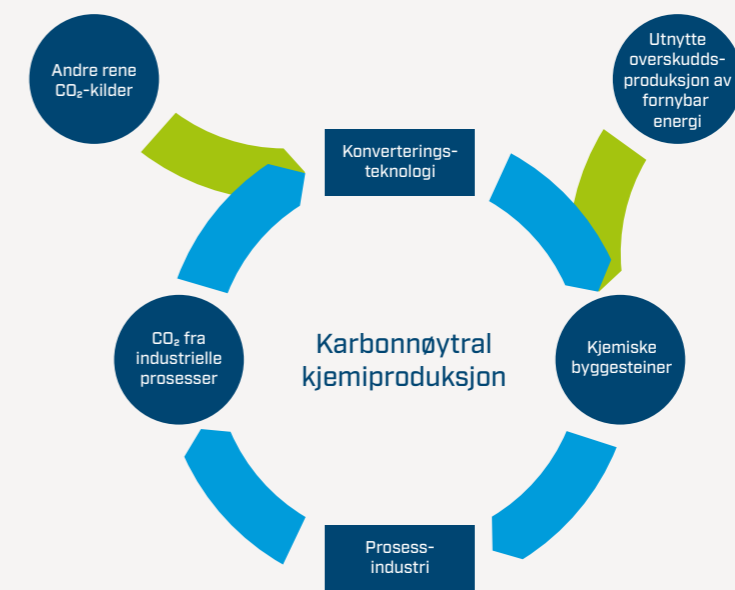 Andre rene
CO₂-kilder
Utnytte
overskudds-
produksjon av
fornybar
energi
Konverterings-
teknologi
CO₂ fra
industrielle
prosesser
Karbonnøytral
kjemiproduksjon
Kjemiske
byggesteiner
Prosess-
industri